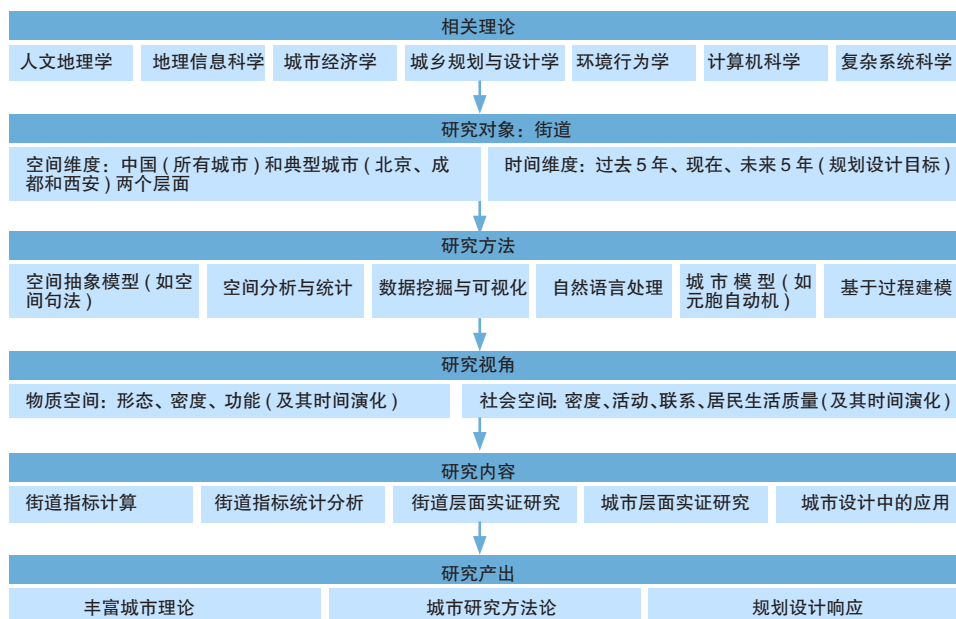 相关理论
人文地理学 地理信息科学 城市经济学 城乡规划与设计学 环境行为学 计算机科学 复杂系统科学
研究对象：街道
空间维度：中国(所有城市)和典型城市(北京、成
都和西安)两个层面
时间维度：过去5年、现在、未来5年(规划设计目标)
研究方法
空间抽象模型(如空
间句法)
空间分析与统计
数据挖掘与可视化
自然语言处理
城市模型(如
元胞自动机)
基于过程建模
研究视角
物质空间：形态、密度、功能(及其时间演化)
社会空间：密度、活动、联系、居民生活质量(及其时间演化)
研究内容
街道指标计算 街道指标统计分析 街道层面实证研究 城市层面实证研究 城市设计中的应用
研究产出
丰富城市理论 城市研究方法论 规划设计响应